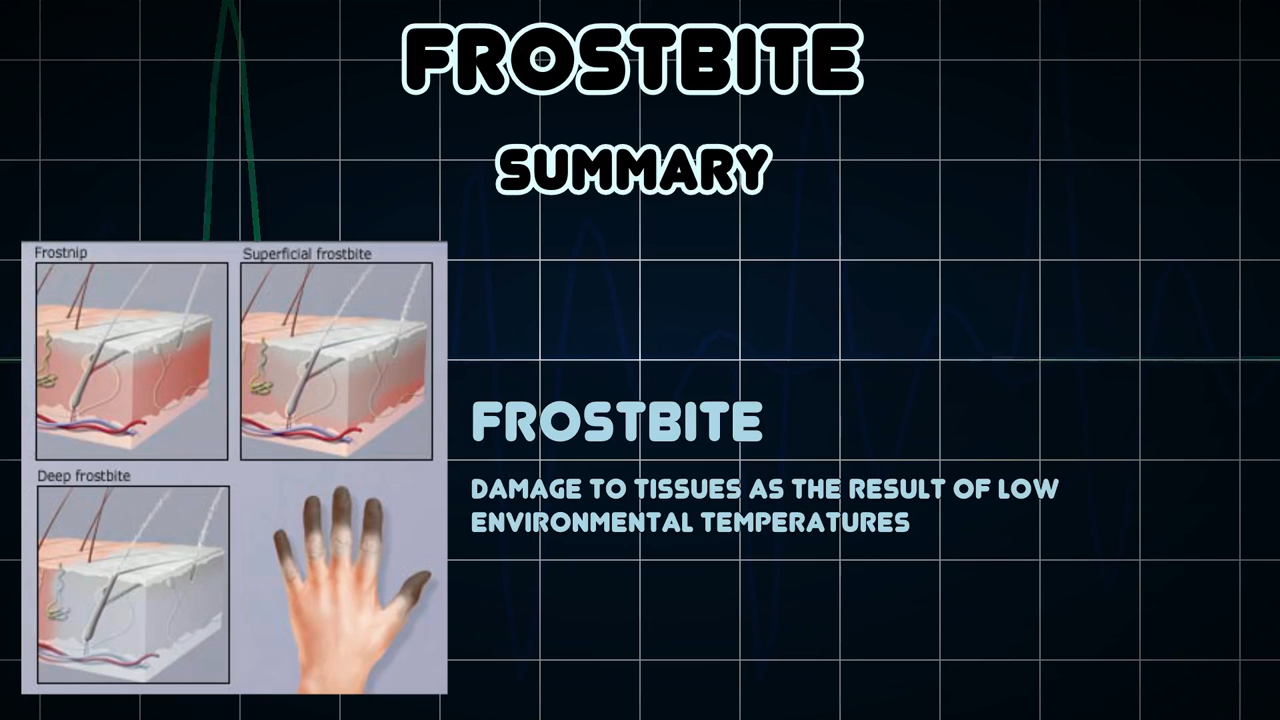 FROSTBITE
SUMMARY
Frostnip
Superficial frostbite
Deep frostbite
FROSTBITE
DAMAGE TO TISSUES AS THE RESULT OF LOW
ENVIRONMENTAL TEMPERATURES